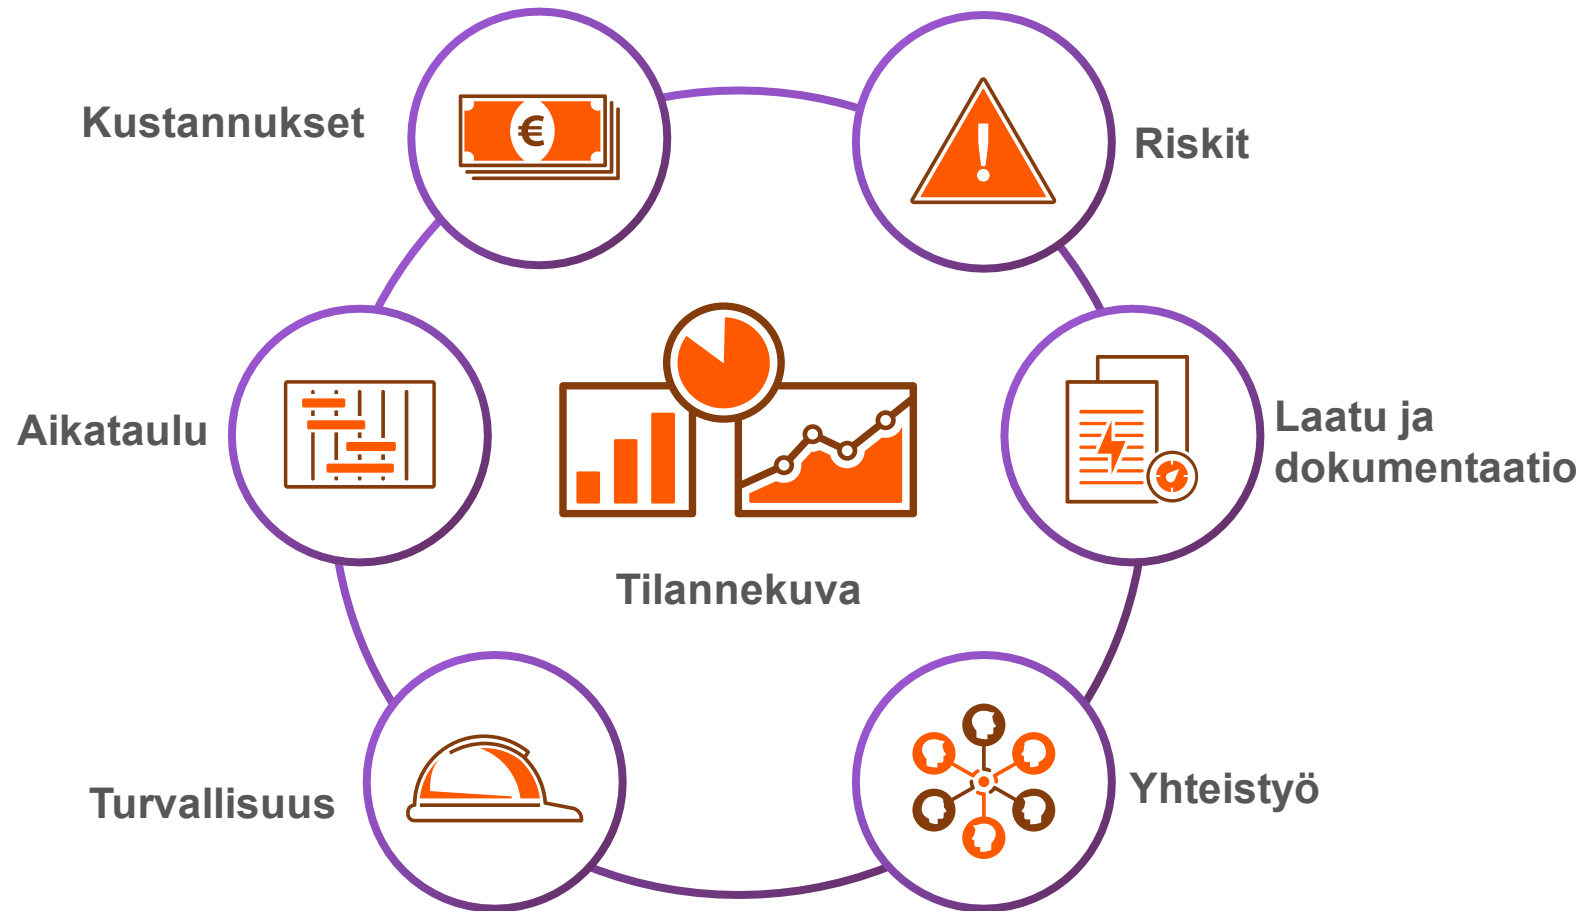 Kustannukset
€
!
Riskit
Aikataulu
Laatu ja
dokumentaatio
Tilannekuva
Turvallisuus
Yhteistyö